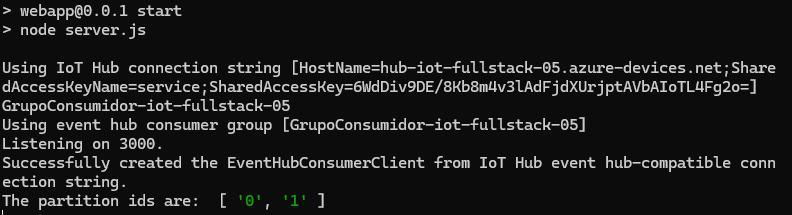 > webapp@0.0.1 start
> node server.js
Using IoT Hub connection string [HostName=hub-iot-fullstack-05.azure-devices.net;Share
dAccessKeyName=service;SharedAccessKey=6WdDiv9DE/8Kb8m4v3lAdFjdXUrjptAVbAIoTL4Fg2o=]
GrupoConsumidor-iot-fullstack-05
Using event hub consumer group [GrupoConsumidor-iot-fullstack-05]
Listening on 3000.
Successfully created the EventHubConsumerClient from IoT Hub event hub-compatible conn
ection string.
The partition ids are:  [ '0', '1' ]